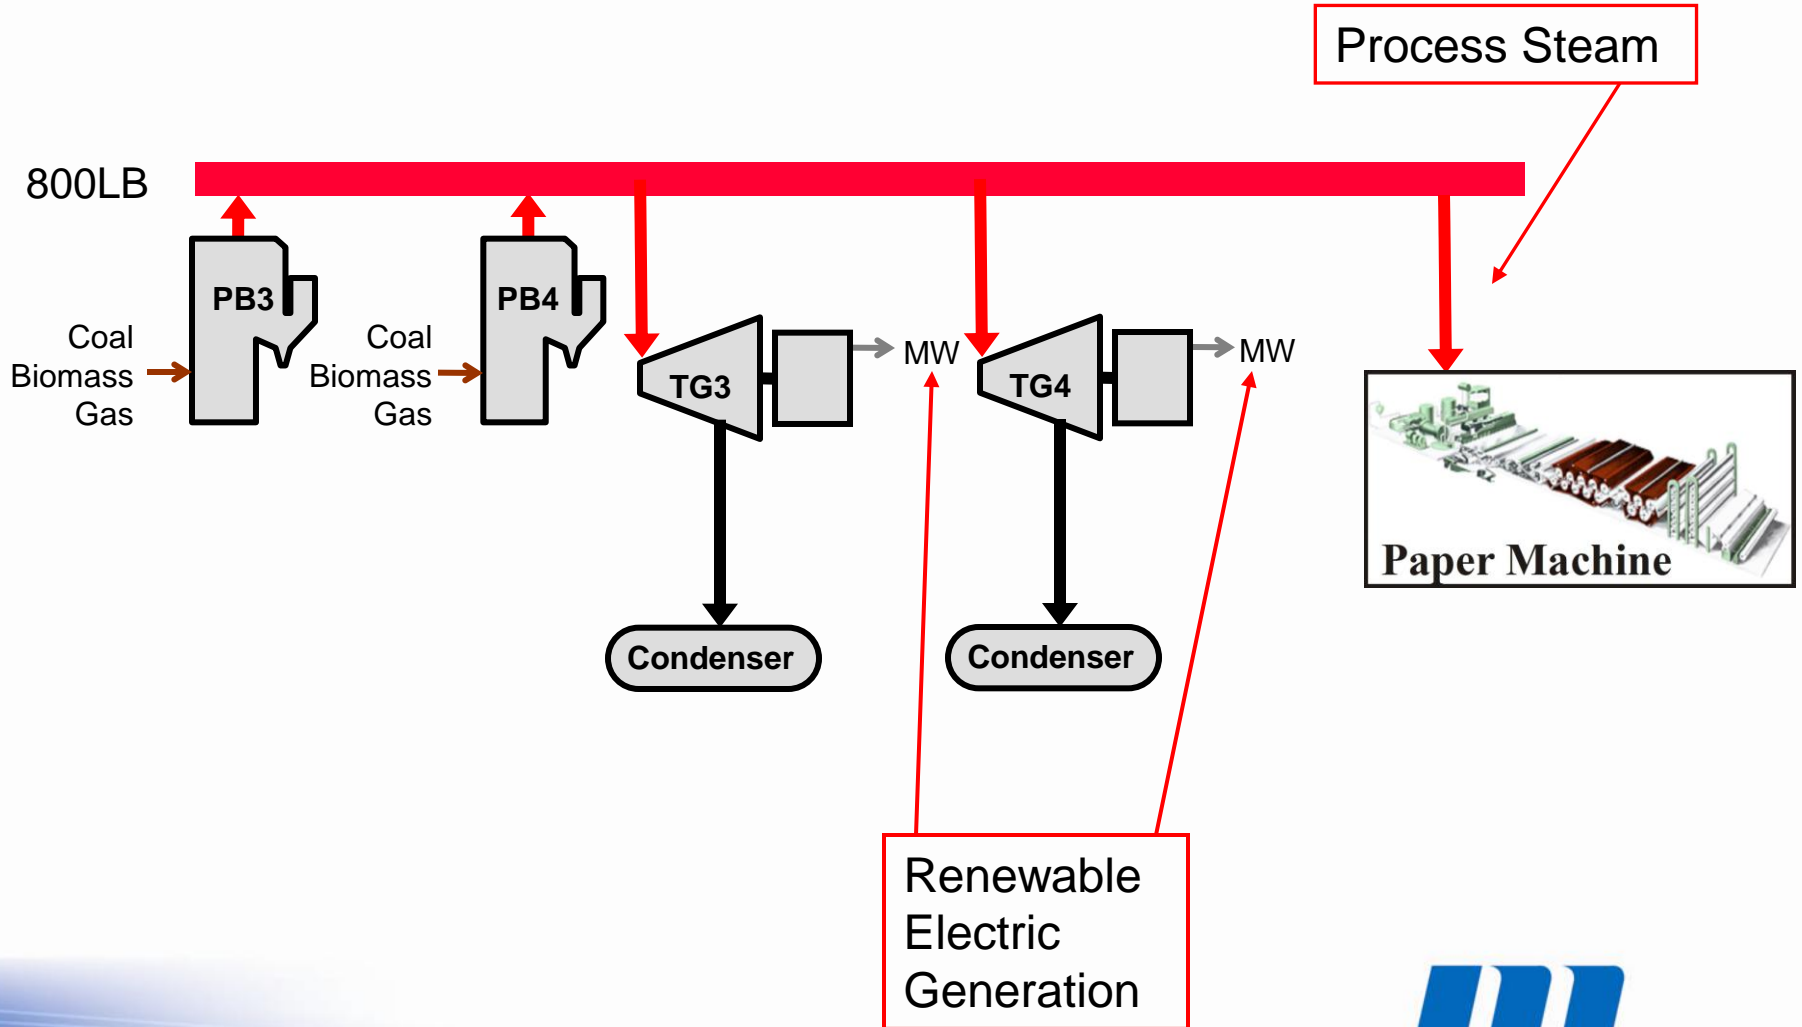 Process Steam
800LB
PB3
PB4
Coal
Biomass
Gas
Coal
Biomass
Gas
TG3
MW
TG4
MW
Paper Machine
Condenser
Condenser
Renewable
Electric
Generation